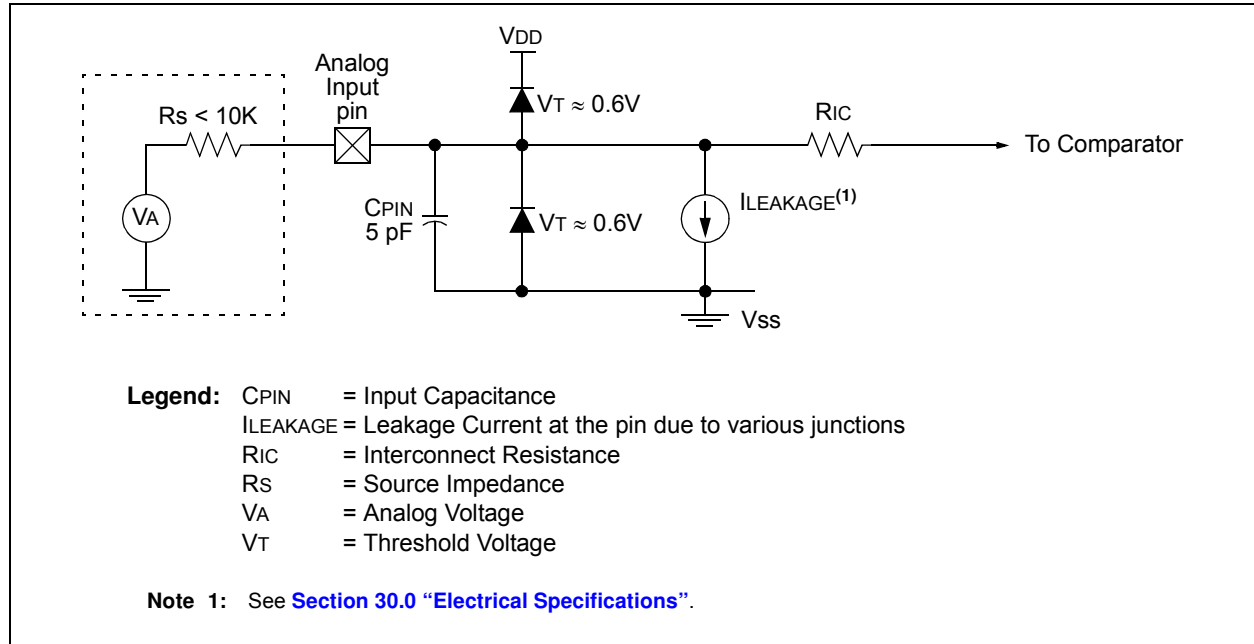 VDD
Analog
Input
pin
Rs < 10K
VT ≈ 0.6V
RIC
To Comparator
VA
CPIN
5 pF
VT ≈ 0.6V
ILEAKAGE(1)
Vss
Legend: CPIN = Input Capacitance
ILEAKAGE = Leakage Current at the pin due to various junctions
RIC = Interconnect Resistance
RS = Source Impedance
VA = Analog Voltage
VT = Threshold Voltage
Note 1: See Section 30.0 “Electrical Specifications”.